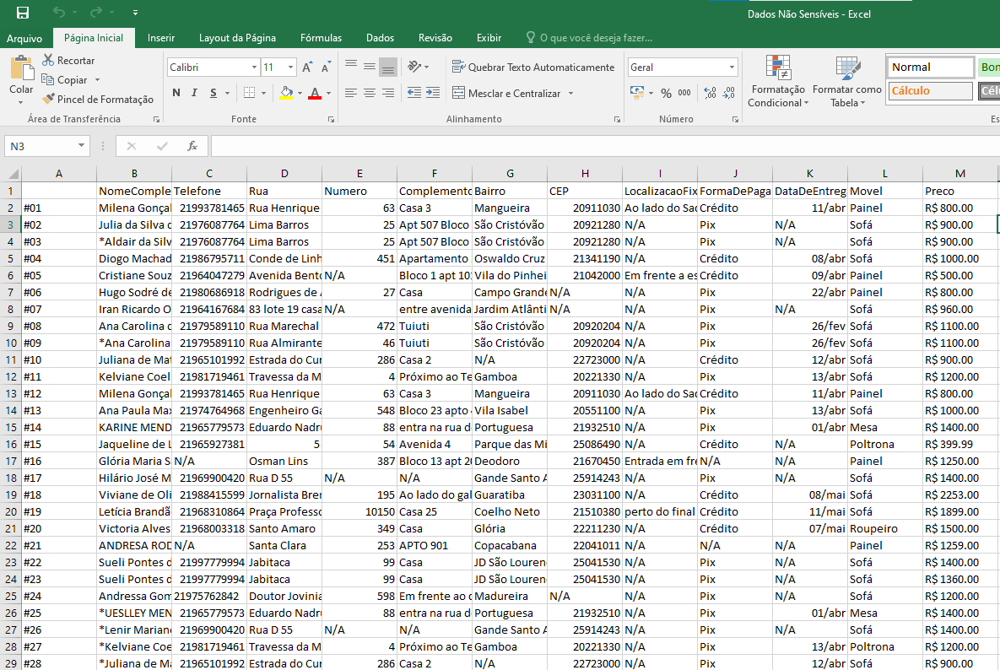 Dados Não Sensíveis - Excel
Arquivo Página Inicial Inserir Layout da Página Fórmulas Dados Revisão Exibir O que você deseja fazer...
Colar Recortar Copiar Pincel de Formatação
Calibri 11 A A
N I S A
Quebrar Texto Automaticamente
Mesclar e Centralizar
Geral
% 000 ,00
Formatação Condicional Formatar como Tabela
Normal Bon
Cálculo Célu
Área de Transferência Fonte Alinhamento Número Es
N3 fx
A B C D E F G H I J K L M
1 NomeComple Telefone Rua Numero Complemento Bairro CEP LocalizacaoFix FormaDePaga DataDeEntreg Movel Preco
2 #01 Milena Gonçal 21993781465 Rua Henrique 63 Casa 3 Mangueira 20911030 Ao lado do Sac Crédito 11/abr Painel R$ 800.00
3 #02 Julia da Silva d 21976087764 Lima Barros 25 Apt 507 Bloco São Cristóvão 20921280 N/A Pix N/A Sofá R$ 900.00
4 #03 *Aldair da Silv 21976087764 Lima Barros 25 Apt 507 Bloco São Cristóvão 20921280 N/A Pix N/A Sofá R$ 900.00
5 #04 Diogo Machad 21986795711 Conde de Linh 451 Apartamento Oswaldo Cruz 21341190 N/A Crédito 08/abr Sofá R$ 1000.00
6 #05 Cristiane Souz 21964047279 Avenida Bento N/A Bloco 1 apt 10 Vila do Pinhei 21042000 Em frente a es Crédito 09/abr Painel R$ 500.00
7 #06 Hugo Sodré de 21980686918 Rodrigues de A 27 Casa Campo Grande N/A N/A Pix 22/abr Painel R$ 800.00
8 #07 Iran Ricardo O 21964167684 83 lote 19 casa N/A entre avenida Jardim Atlânti N/A N/A Pix N/A Sofá R$ 960.00
9 #08 Ana Carolina d 21979589110 Rua Marechal 472 Tuiuti São Cristóvão 20920204 N/A Pix 26/fev Sofá R$ 1100.00
10 #09 *Ana Carolina 21979589110 Rua Almirante 46 Tuiuti São Cristóvão 20920204 N/A Pix 26/fev Sofá R$ 1100.00
11 #10 Juliana de Mat 21965101992 Estrada do Cur 286 Casa 2 N/A 22723000 N/A Crédito 12/abr Sofá R$ 900.00
12 #11 Kelviane Coel 21981719461 Travessa da M 4 Próximo ao Te Gamboa 20221330 N/A Pix 13/abr Sofá R$ 1200.00
13 #12 Milena Gonçal 21993781465 Rua Henrique 63 Casa 3 Mangueira 20911030 Ao lado do Sac Crédito 11/abr Painel R$ 800.00
14 #13 Ana Paula Max 21974764968 Engenheiro Ga 548 Bloco 23 apto Vila Isabel 20551100 N/A Pix 13/abr Sofá R$ 1000.00
15 #14 KARINE MEND 21965779573 Eduardo Nadru 88 entra na rua d Portuguesa 21932510 N/A Pix 01/abr Mesa R$ 1400.00
16 #15 Jaqueline de L 21965927381 5 54 Avenida 4 Parque das Mi 25086490 N/A Crédito N/A Poltrona R$ 399.99
17 #16 Glória Maria S N/A Osman Lins 387 Bloco 13 apt 20 Deodoro 21670450 Entrada em fre N/A N/A Painel R$ 1250.00
18 #17 Hilário José M 21969900420 Rua D 55 N/A N/A Gande Santo A 25914243 N/A Pix N/A Sofá R$ 1400.00
19 #18 Viviane de Oli 21988415599 Jornalista Bren 195 Ao lado do gal Guaratiba 23031100 N/A Crédito 08/mai Sofá R$ 2253.00
20 #19 Letícia Brandã 21968310864 Praça Professo 10150 Casa 25 Coelho Neto 21510380 perto do final Crédito 11/mai Sofá R$ 1899.00
21 #20 Victoria Alves 21968003318 Santo Amaro 349 Casa Glória 22211230 N/A Crédito 07/mai Roupeiro R$ 1500.00
22 #21 ANDRESA ROD N/A Santa Clara 253 APTO 901 Copacabana 22041011 N/A N/A N/A Painel R$ 1259.00
23 #22 Sueli Pontes d 21997779994 Jabitaca 99 Casa JD São Louren 25041530 N/A Pix N/A Sofá R$ 1400.00
24 #23 Sueli Pontes d 21997779994 Jabitaca 99 Casa JD São Louren 25041530 N/A Pix N/A Sofá R$ 1360.00
25 #24 Andressa Gom 21975762842 Doutor Jovinia 598 Em frente ao c Madureira N/A N/A Pix N/A Sofá R$ 1200.00
26 #25 *UESLLEY MEN 21965779573 Eduardo Nadru 88 entra na rua d Portuguesa 21932510 N/A Pix 01/abr Mesa R$ 1400.00
27 #26 *Lenir Mariano 21969900420 Rua D 55 N/A N/A Gande Santo A 25914243 N/A Pix N/A Sofá R$ 1400.00
28 #27 *Kelviane Coe 21981719461 Travessa da M 4 Próximo ao Te Gamboa 20221330 N/A Pix 13/abr Poltrona R$ 1200.00
29 #28 *Juliana de Ma 21965101992 Estrada do Cur 286 Casa 2 N/A 22723000 N/A Pix 12/abr Sofá R$ 900.00